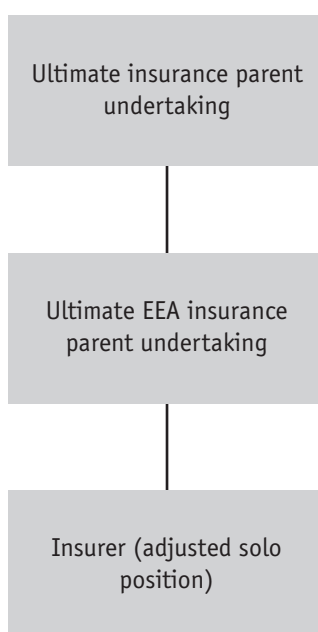 Ultimate insurance parent
undertaking
Ultimate EEA insurance
parent undertaking
Insurer (adjusted solo
position)